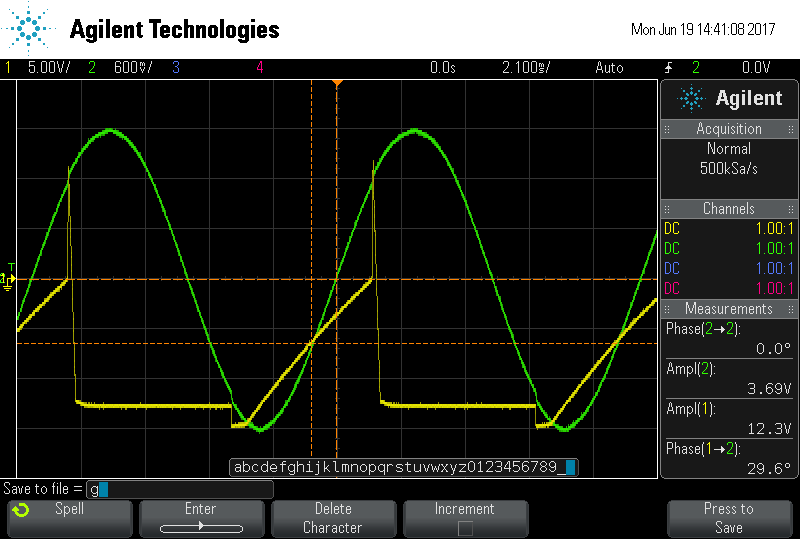 Agilent Technologies
Mon Jun 19 14:41:08 2017
1 5.00V/ 2 600mV/ 3 4 0.0s 2.100ms/ Auto 2 0.0V
Agilent
Acquisition
Normal
500kSa/s
Channels
DC 1.00:1
DC 1.00:1
DC 1.00:1
DC 1.00:1
Measurements
Phase(2→2):
0.0°
Ampl(2):
3.69V
Ampl(1):
12.3V
Phase(1→2):
29.6°
T
2
abcdefghijklmnopqrstuvwxyz0123456789_
Save to file = g
Spell
Enter
Delete
Character
Increment
Press to
Save